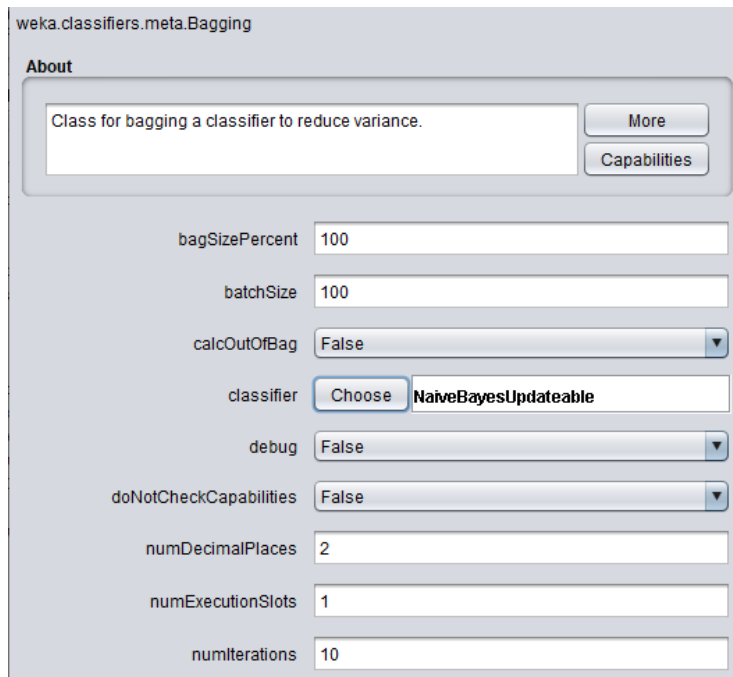 weka.classifiers.meta.Bagging
About
Class for bagging a classifier to reduce variance.
More
Capabilities
bagSizePercent 100
batchSize 100
calcOutOfBag False
classifier Choose NaiveBayesUpdateable
debug False
doNotCheckCapabilities False
numDecimalPlaces 2
numExecutionSlots 1
numIterations 10